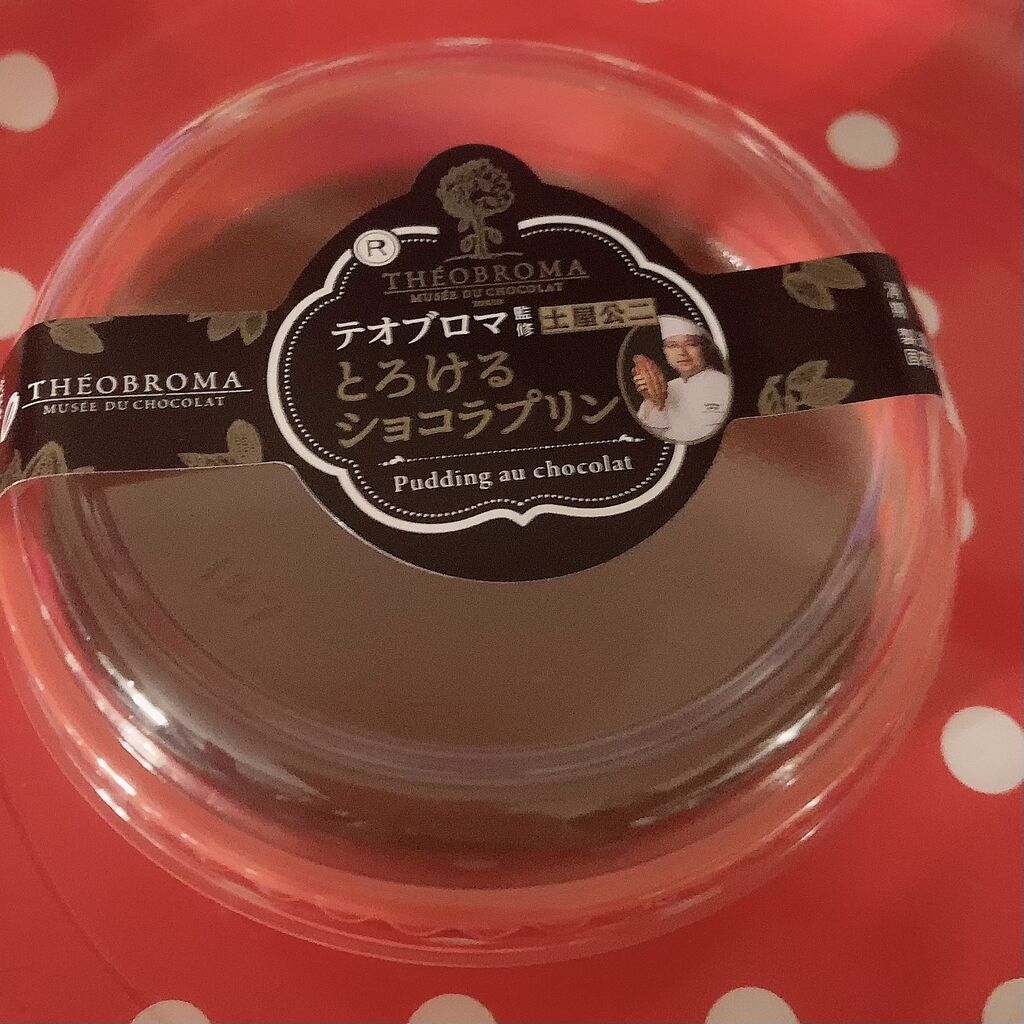 ®
THÉOBROMA
MUSÉE DU CHOCOLAT
TOKYO
テオブロマ監修 土屋公二
とろける
ショコラプリン
Pudding au chocolat
THÉOBROMA
MUSÉE DU CHOCOLAT